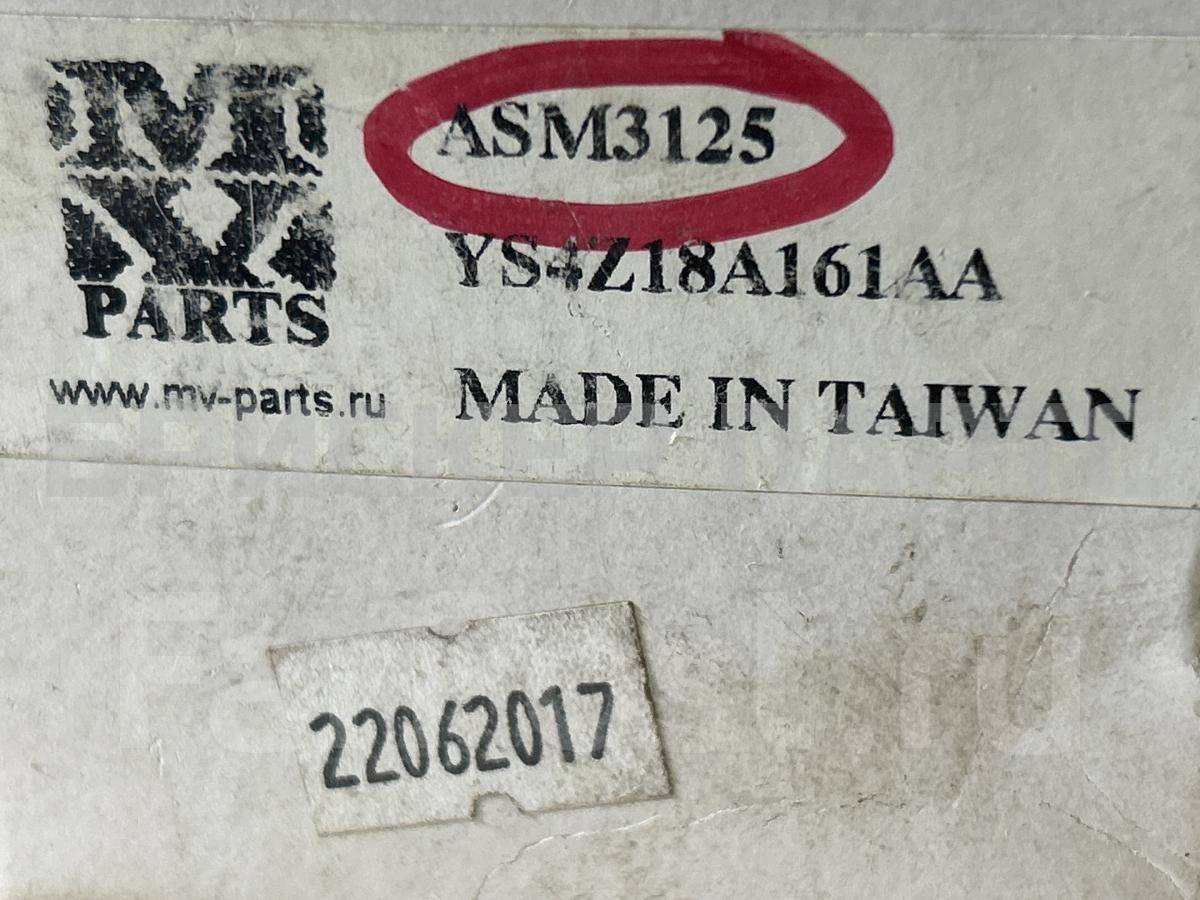 MV
PARTS
www.mv-parts.ru
ASM3125
YS4Z18A161AA
MADE IN TAIWAN
22062017